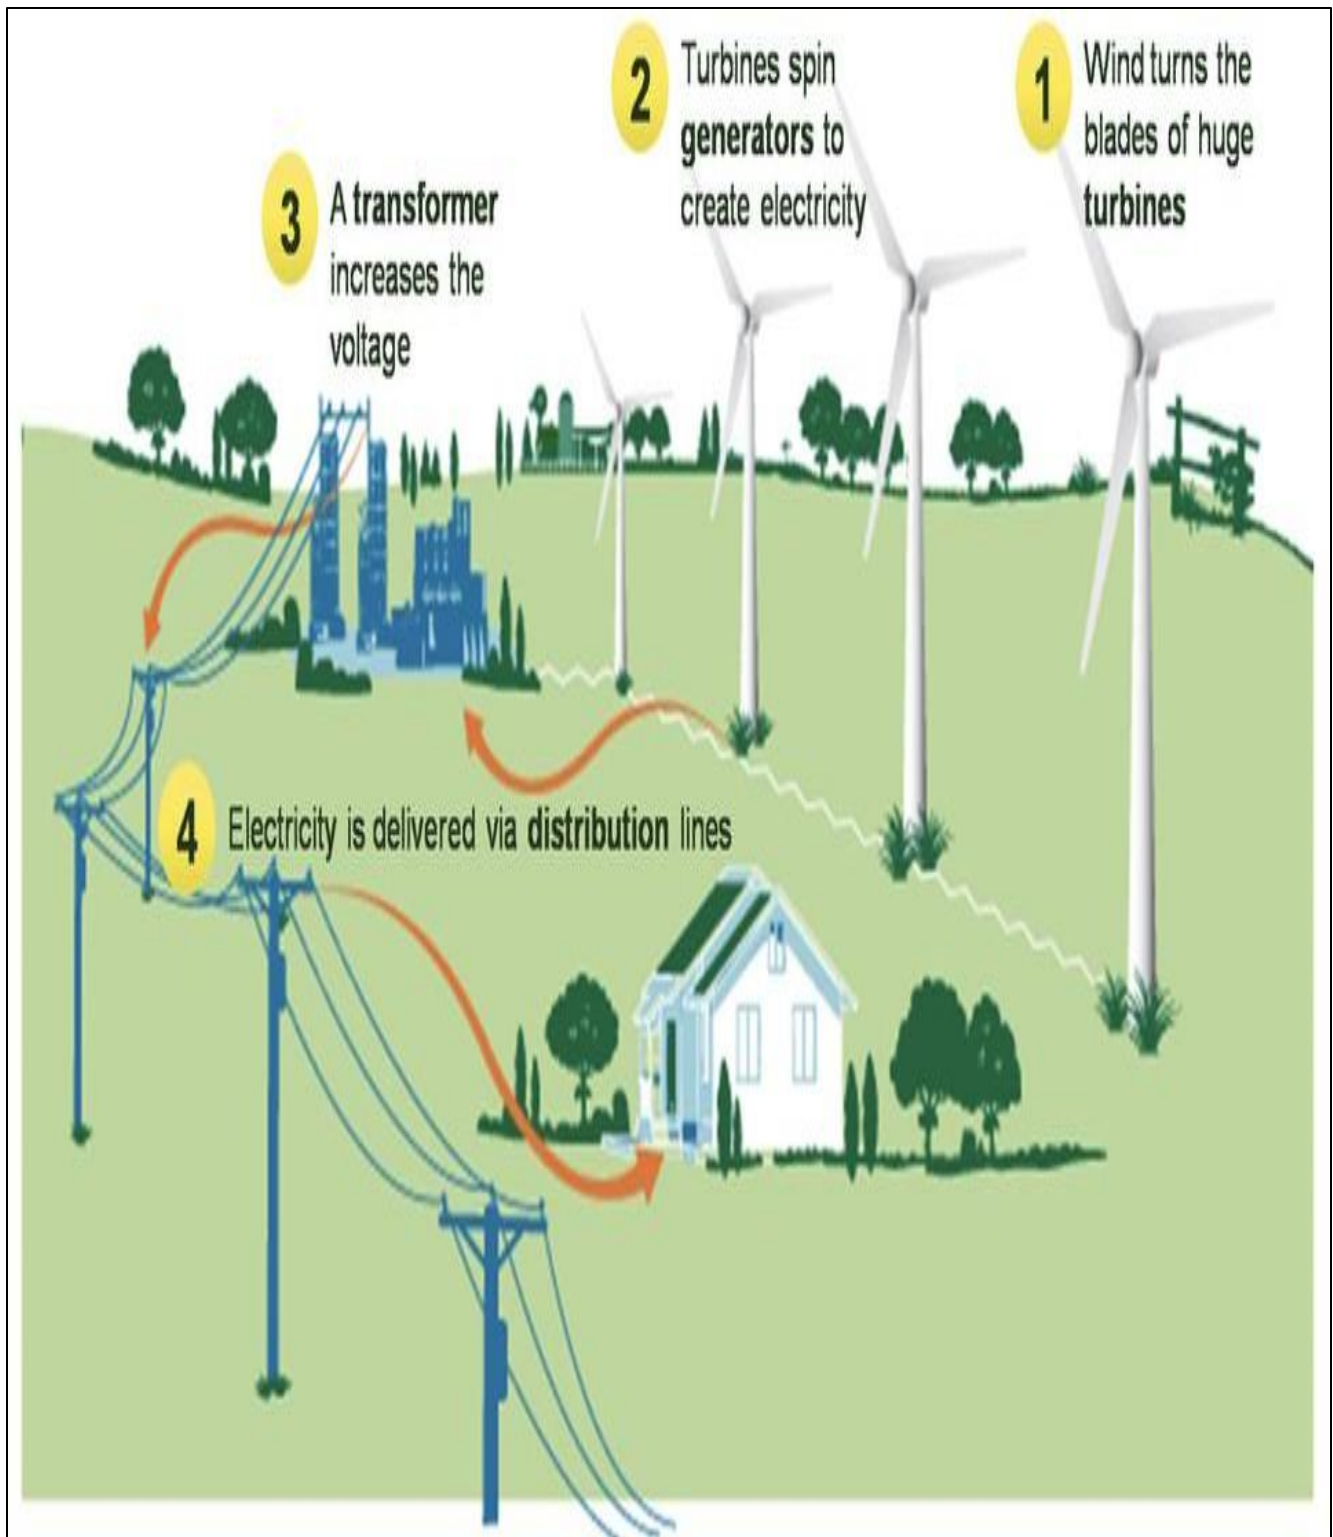 1
Wind turns the
blades of huge
turbines
2
Turbines spin
generators to
create electricity
3
A transformer
increases the
voltage
4
Electricity is delivered via distribution lines